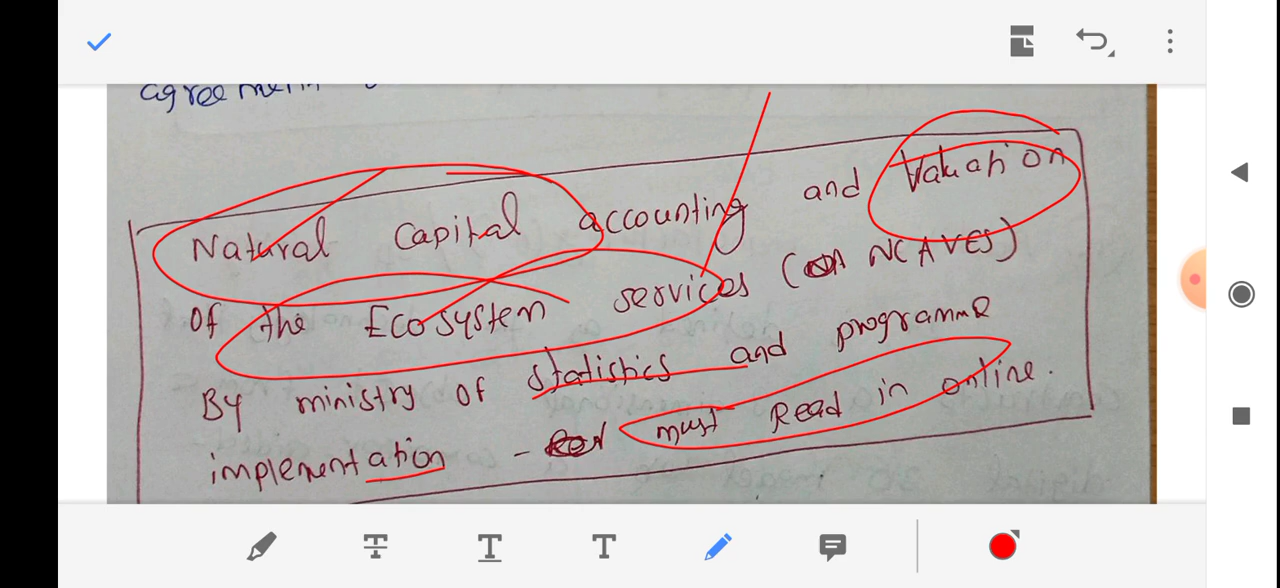 agreement
Natural Capital accounting and Valuation
of the Ecosystem services (NCAVES)
By ministry of statistics and programme
implementation - must Read in online.
T T T